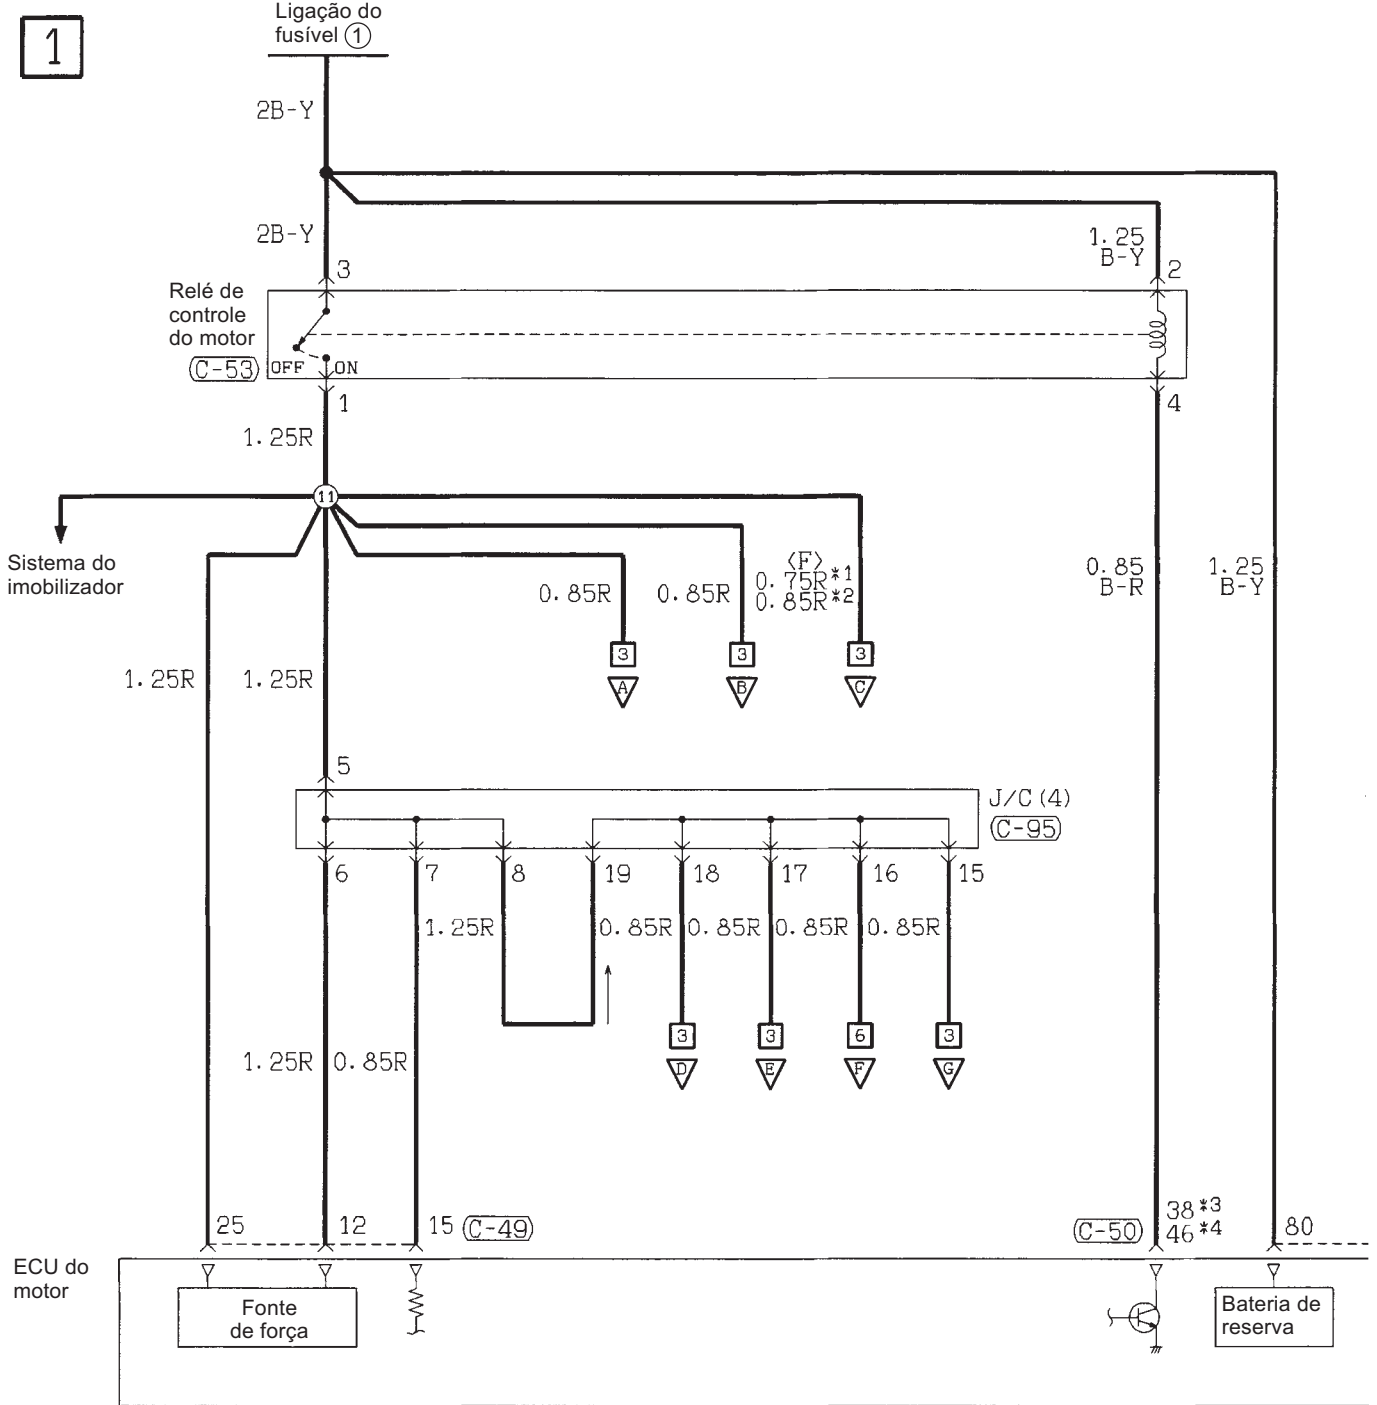 1
Ligação do
fusível 1
2B-Y
2B-Y
1.25
B-Y
3
2
Relé de
controle
do motor
C-53
OFF
ON
1
4
1.25R
11
Sistema do
imobilizador
0.85R
0.85R
<F>
0.75R*1
0.85R*2
0.85
B-R
1.25
B-Y
3
3
3
A
B
C
1.25R
1.25R
5
J/C (4)
C-95
6
7
8
19
18
17
16
15
1.25R
0.85R
0.85R
0.85R
0.85R
3
3
6
3
D
E
F
G
1.25R
0.85R
25
12
15
C-49
C-50
38*3
46*4
80
ECU do
motor
Fonte
de força
Bateria de
reserva